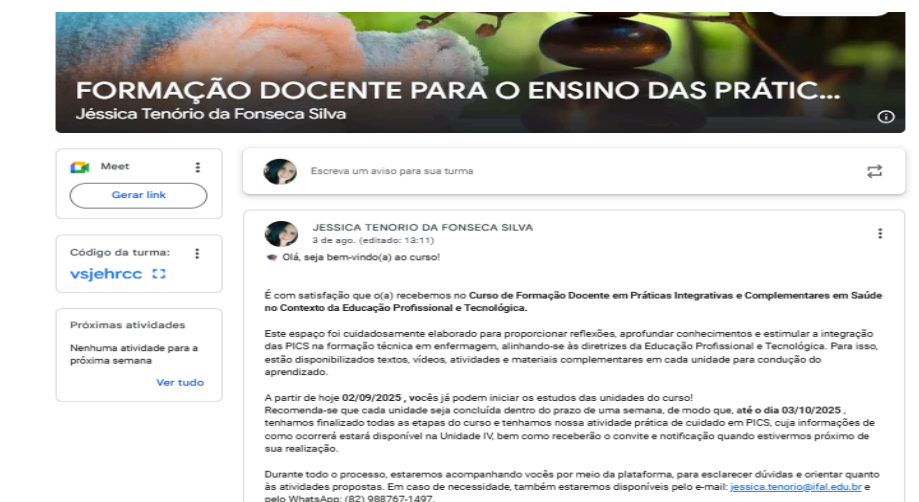 FORMAÇÃO DOCENTE PARA O ENSINO DAS PRÁTIC...
Jéssica Tenório da Fonseca Silva
Meet
Gerar link
Código da turma:
vsjehrcc
Próximas atividades
Nenhuma atividade para a
próxima semana
Ver tudo
Escreva um aviso para sua turma
JESSICA TENORIO DA FONSECA SILVA
3 de ago. (editado: 13:11)
Olá, seja bem-vindo(a) ao curso!
É com satisfação que o(a) recebemos no Curso de Formação Docente em Práticas Integrativas e Complementares em Saúde
no Contexto da Educação Profissional e Tecnológica.
Este espaço foi cuidadosamente elaborado para proporcionar reflexões, aprofundar conhecimentos e estimular a integração
das PICS na formação técnica em enfermagem, alinhando-se às diretrizes da Educação Profissional e Tecnológica. Para isso,
estão disponibilizados textos, vídeos, atividades e materiais complementares em cada unidade para condução do
aprendizado.
A partir de hoje 02/09/2025 , vocês já podem iniciar os estudos das unidades do curso!
Recomenda-se que cada unidade seja concluída dentro do prazo de uma semana, de modo que, até o dia 03/10/2025 ,
tenhamos finalizado todas as etapas do curso e tenhamos nossa atividade prática de cuidado em PICS, cuja informações de
como ocorrerá estará disponível na Unidade IV, bem como receberão o convite e notificação quando estivermos próximo de
sua realização.
Durante todo o processo, estaremos acompanhando vocês por meio da plataforma, para esclarecer dúvidas e orientar quanto
às atividades propostas. Em caso de necessidade, também estaremos disponíveis pelo e-mail: jessica.tenorio@ifal.edu.br e
pelo WhatsApp: (82) 988767-1497.